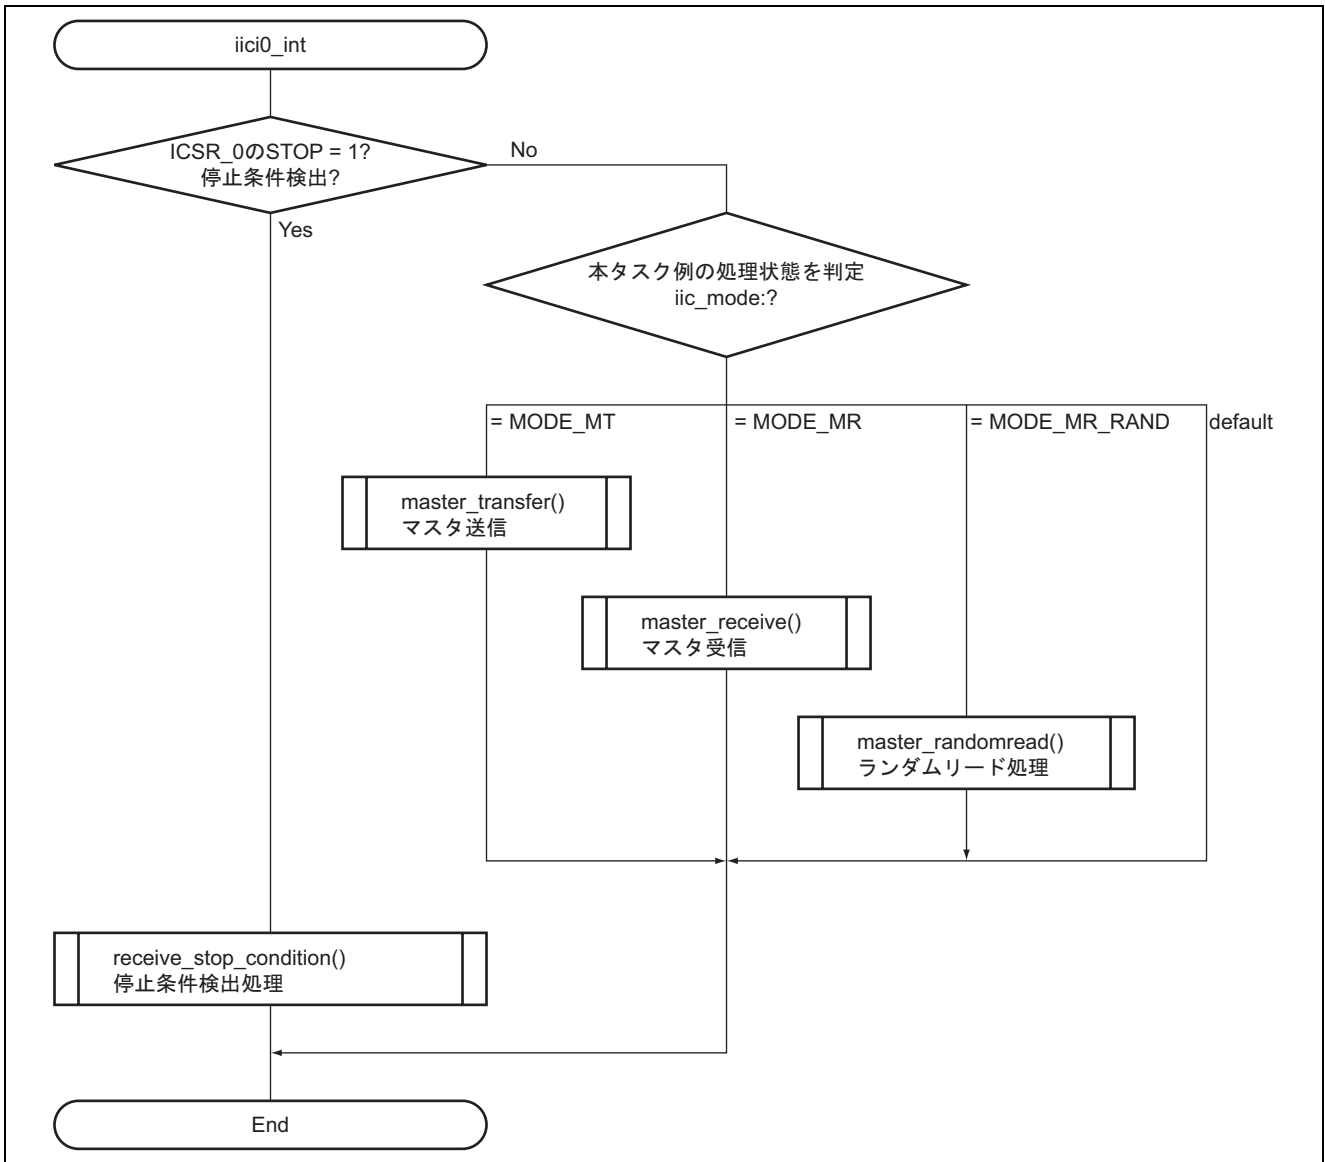 iici0_int
ICSR_0のSTOP = 1?
停止条件検出?
No
Yes
本タスク例の処理状態を判定
iic_mode:?
= MODE_MT
= MODE_MR
= MODE_MR_RAND
default
master_transfer()
マスタ送信
master_receive()
マスタ受信
master_randomread()
ランダムリード処理
receive_stop_condition()
停止条件検出処理
End